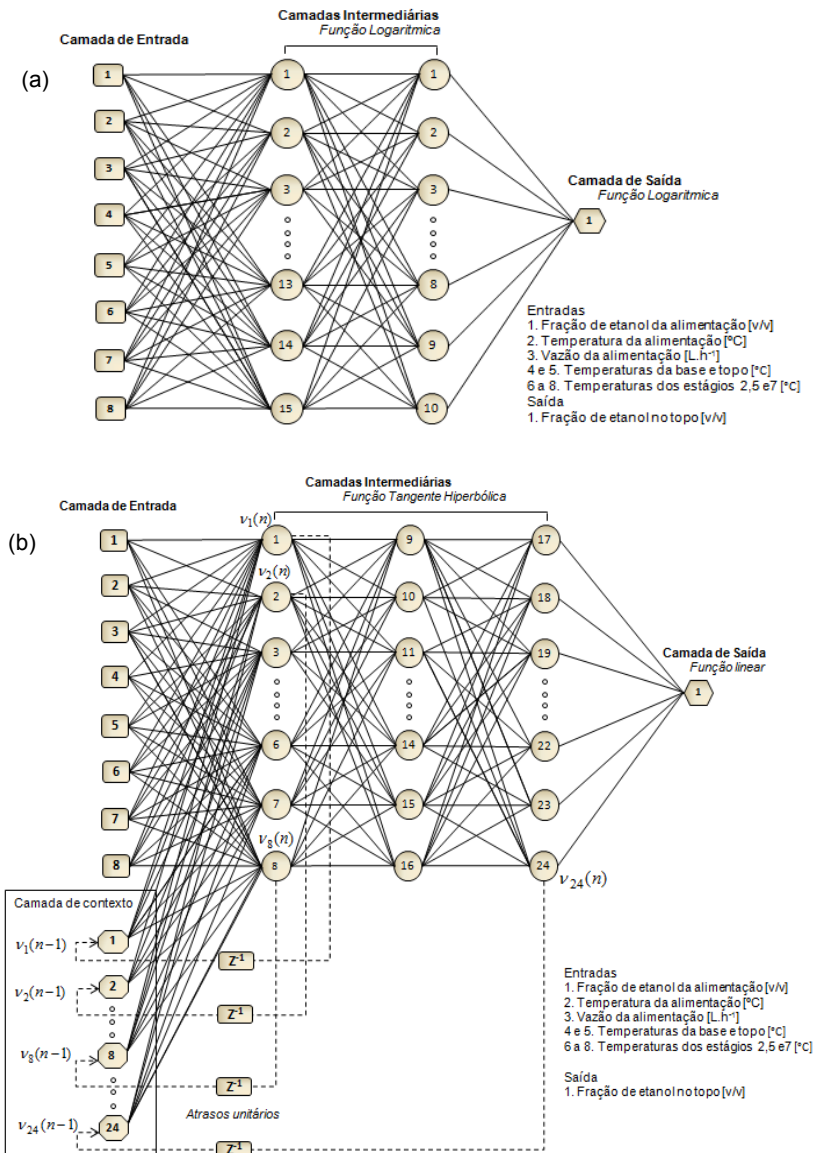 (a)
Camadas Intermediárias
Função Logaritmica
Camada de Entrada
1
2
3
4
5
6
7
8
1
2
3
13
14
15
1
2
3
8
9
10
Camada de Saída
Função Logaritmica
1
Entradas
1. Fração de etanol da alimentação [v/v]
2. Temperatura da alimentação [ºC]
3. Vazão da alimentação [L.h⁻¹]
4 e 5. Temperaturas da base e topo [°C]
6 a 8. Temperaturas dos estágios 2,5 e7 [°C]
Saída
1. Fração de etanol no topo [v/v]
(b)
Camadas Intermediárias
Função Tangente Hiperbólica
Camada de Entrada
1
2
3
4
5
6
7
8
ν₁(n)
1
ν₂(n)
2
3
6
7
ν₈(n)
8
9
10
11
14
15
16
17
18
19
22
23
24
ν₂₄(n)
Camada de Saída
Função linear
1
Camada de contexto
ν₁(n−1)
1
Z⁻¹
ν₂(n−1)
2
Z⁻¹
ν₈(n−1)
8
Z⁻¹
Atrasos unitários
ν₂₄(n−1)
24
Z⁻¹
Entradas
1. Fração de etanol da alimentação [v/v]
2. Temperatura da alimentação [ºC]
3. Vazão da alimentação [L.h⁻¹]
4 e 5. Temperaturas da base e topo [°C]
6 a 8. Temperaturas dos estágios 2,5 e7 [°C]
Saída
1. Fração de etanol no topo [v/v]